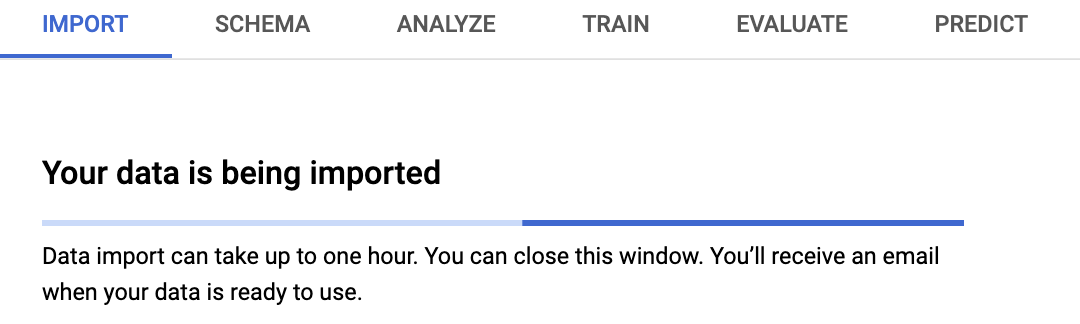 IMPORT SCHEMA ANALYZE TRAIN EVALUATE PREDICT
Your data is being imported
Data import can take up to one hour. You can close this window. You’ll receive an email
when your data is ready to use.